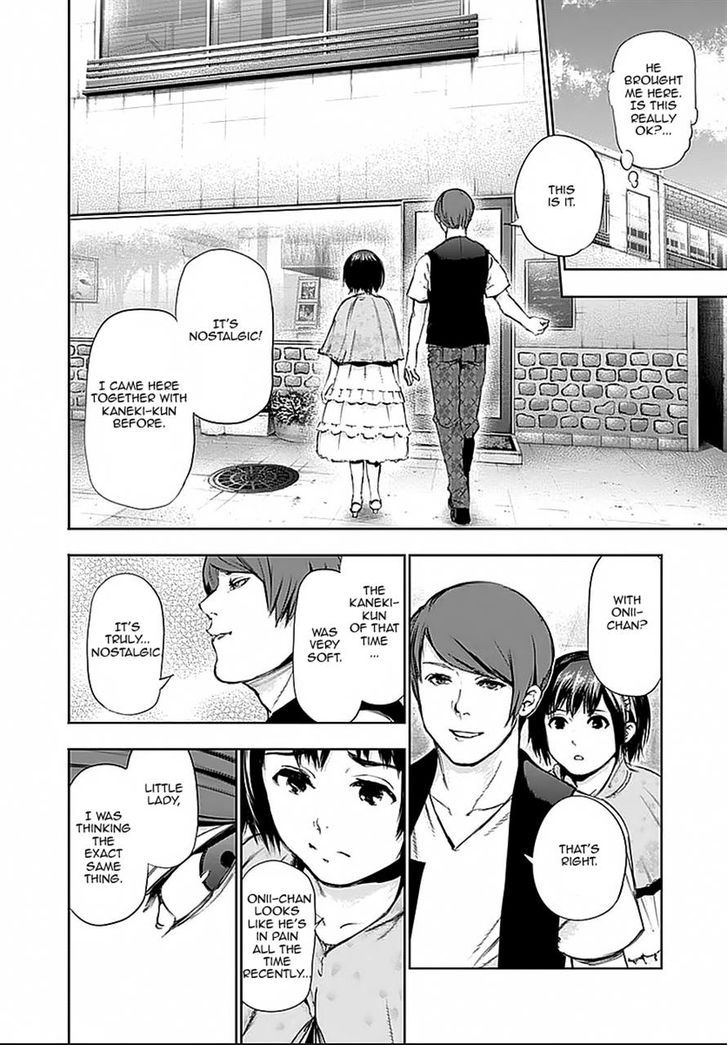 HE
BROUGHT
ME HERE.
IS THIS
REALLY
OK?...
THIS
IS IT.
IT'S
NOSTALGIC!
I CAME HERE
TOGETHER WITH
KANEKI-KUN
BEFORE.
WITH
ONII-
CHAN?
THAT'S
RIGHT.
THE
KANEKI-
KUN
OF THAT
TIME
...
WAS
VERY
SOFT.
IT'S
TRULY...
NOSTALGIC
ONII-CHAN
LOOKS
LIKE HE'S
IN PAIN
ALL THE
TIME
RECENTLY...
LITTLE
LADY,
I WAS
THINKING
THE
EXACT
SAME
THING.